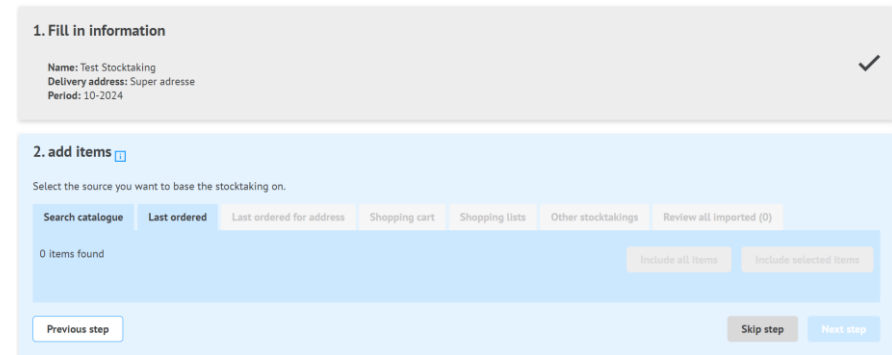 1. Fill in information
Name: Test Stocktaking
Delivery address: Super adresse
Period: 10-2024
2. add items
Select the source you want to base the stocktaking on.
Search catalogue Last ordered Last ordered for address Shopping cart Shopping lists Other stocktakings Review all imported (0)
0 items found Include all items Include selected items
Previous step Skip step Next step